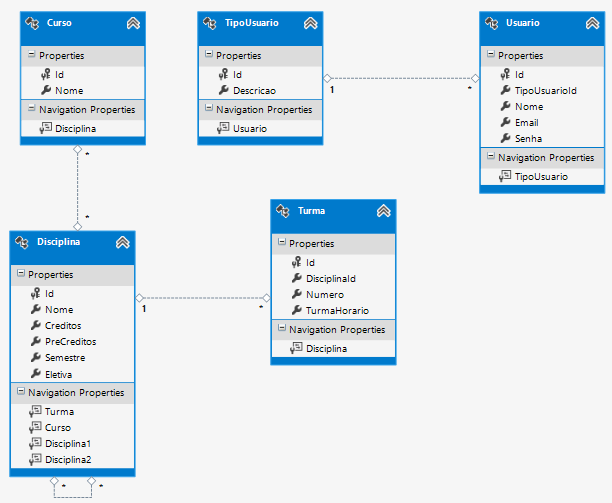 Curso
Properties
Id
Nome
Navigation Properties
Disciplina
TipoUsuario
Properties
Id
Descricao
Navigation Properties
Usuario
1
*
Usuario
Properties
Id
TipoUsuarioId
Nome
Email
Senha
Navigation Properties
TipoUsuario
*
*
Disciplina
Properties
Id
Nome
Creditos
PreCreditos
Semestre
Eletiva
Navigation Properties
Turma
Curso
Disciplina1
Disciplina2
*
*
1
*
Turma
Properties
Id
DisciplinaId
Numero
TurmaHorario
Navigation Properties
Disciplina